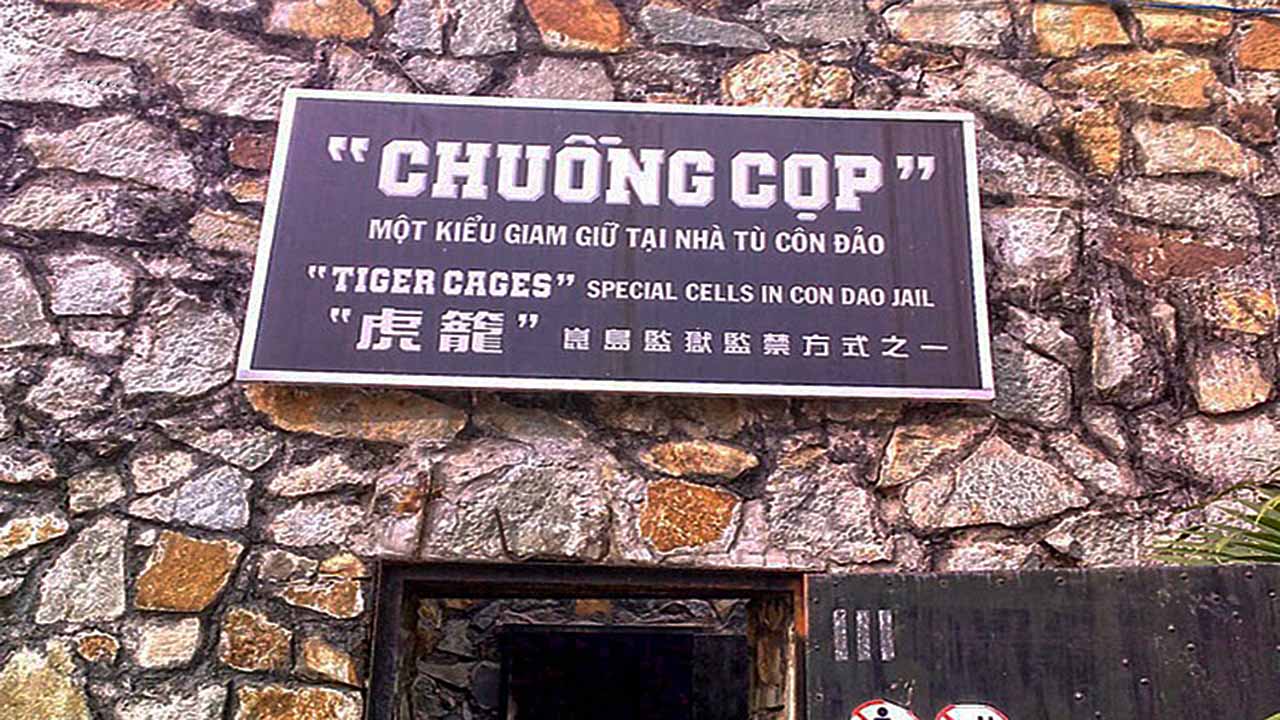 "CHUỒNG CỌP"
MỘT KIỂU GIAM GIỮ TẠI NHÀ TÙ CÔN ĐẢO
"TIGER CAGES" SPECIAL CELLS IN CON DAO JAIL
"虎籠" 崑島監獄監禁方式之一